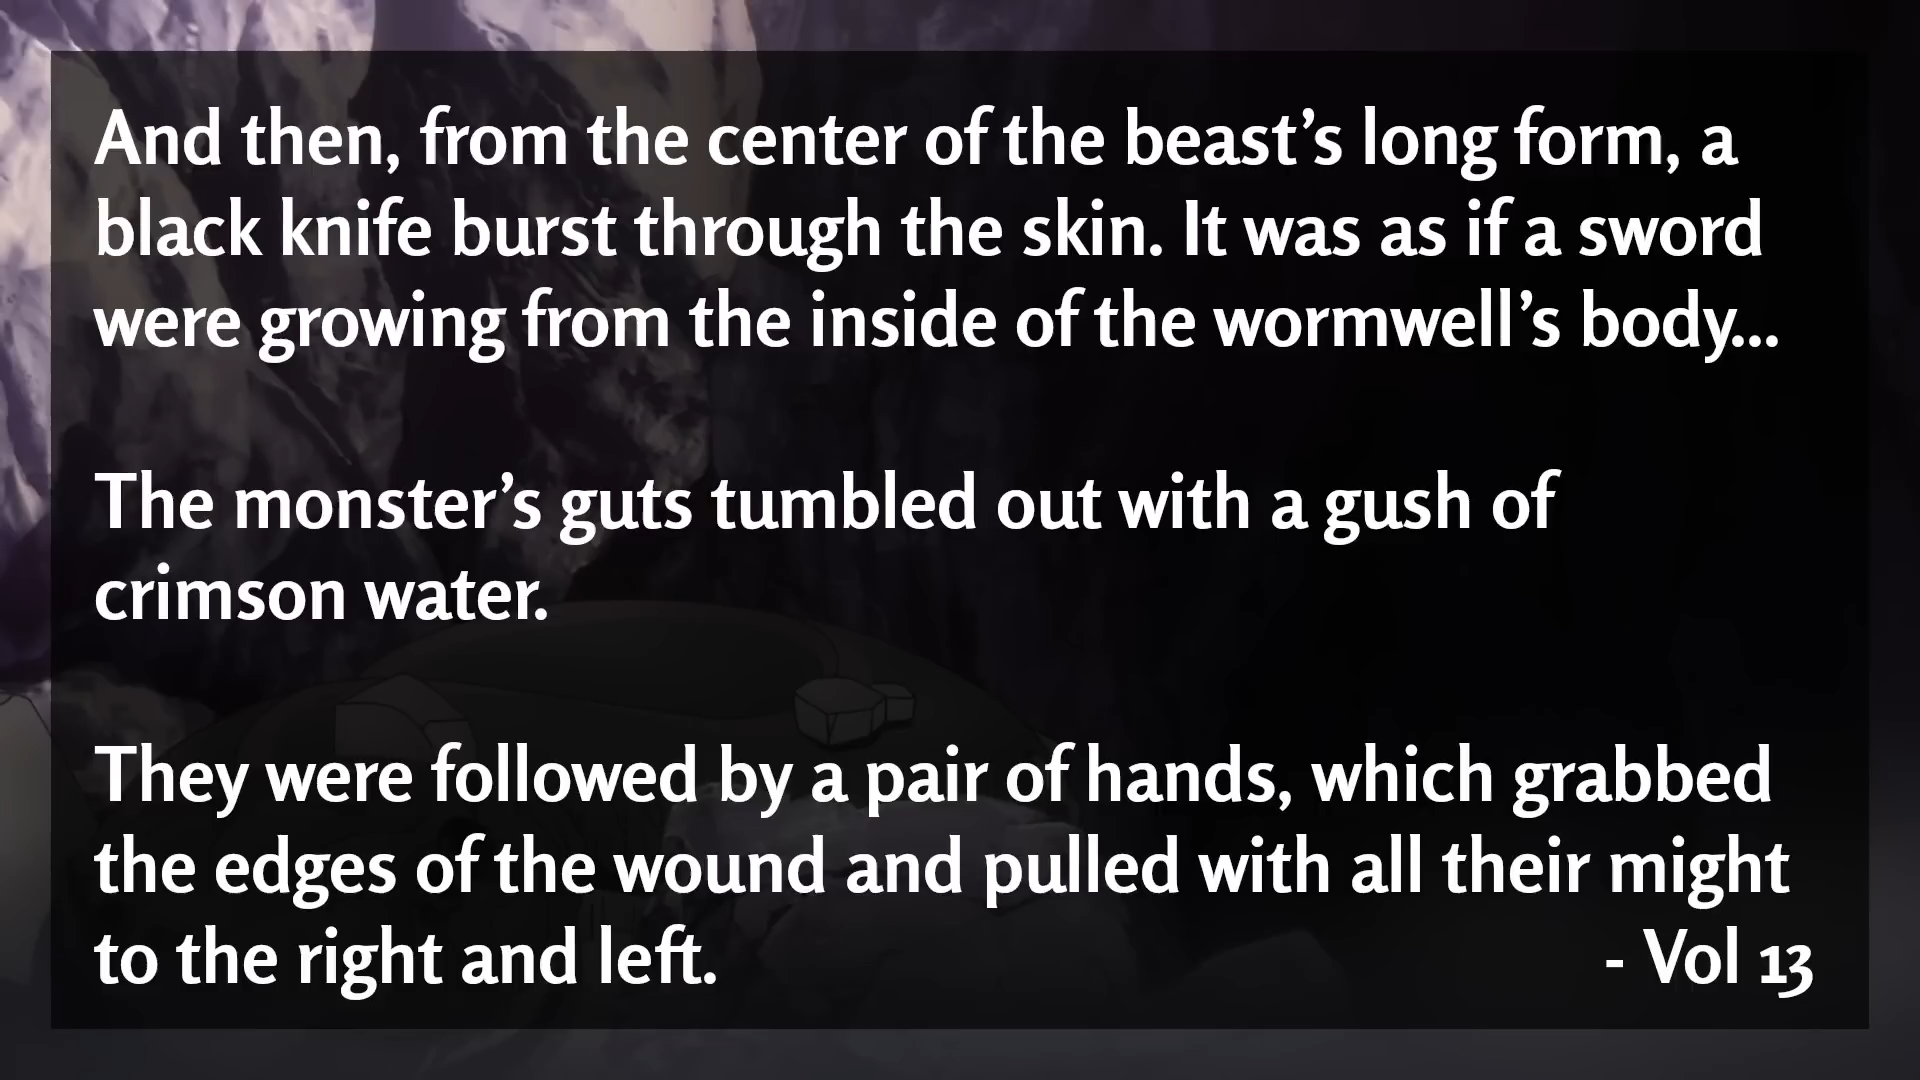 And then, from the center of the beast’s long form, a
black knife burst through the skin. It was as if a sword
were growing from the inside of the wormwell’s body...
The monster’s guts tumbled out with a gush of
crimson water.
They were followed by a pair of hands, which grabbed
the edges of the wound and pulled with all their might
to the right and left.
- Vol 13